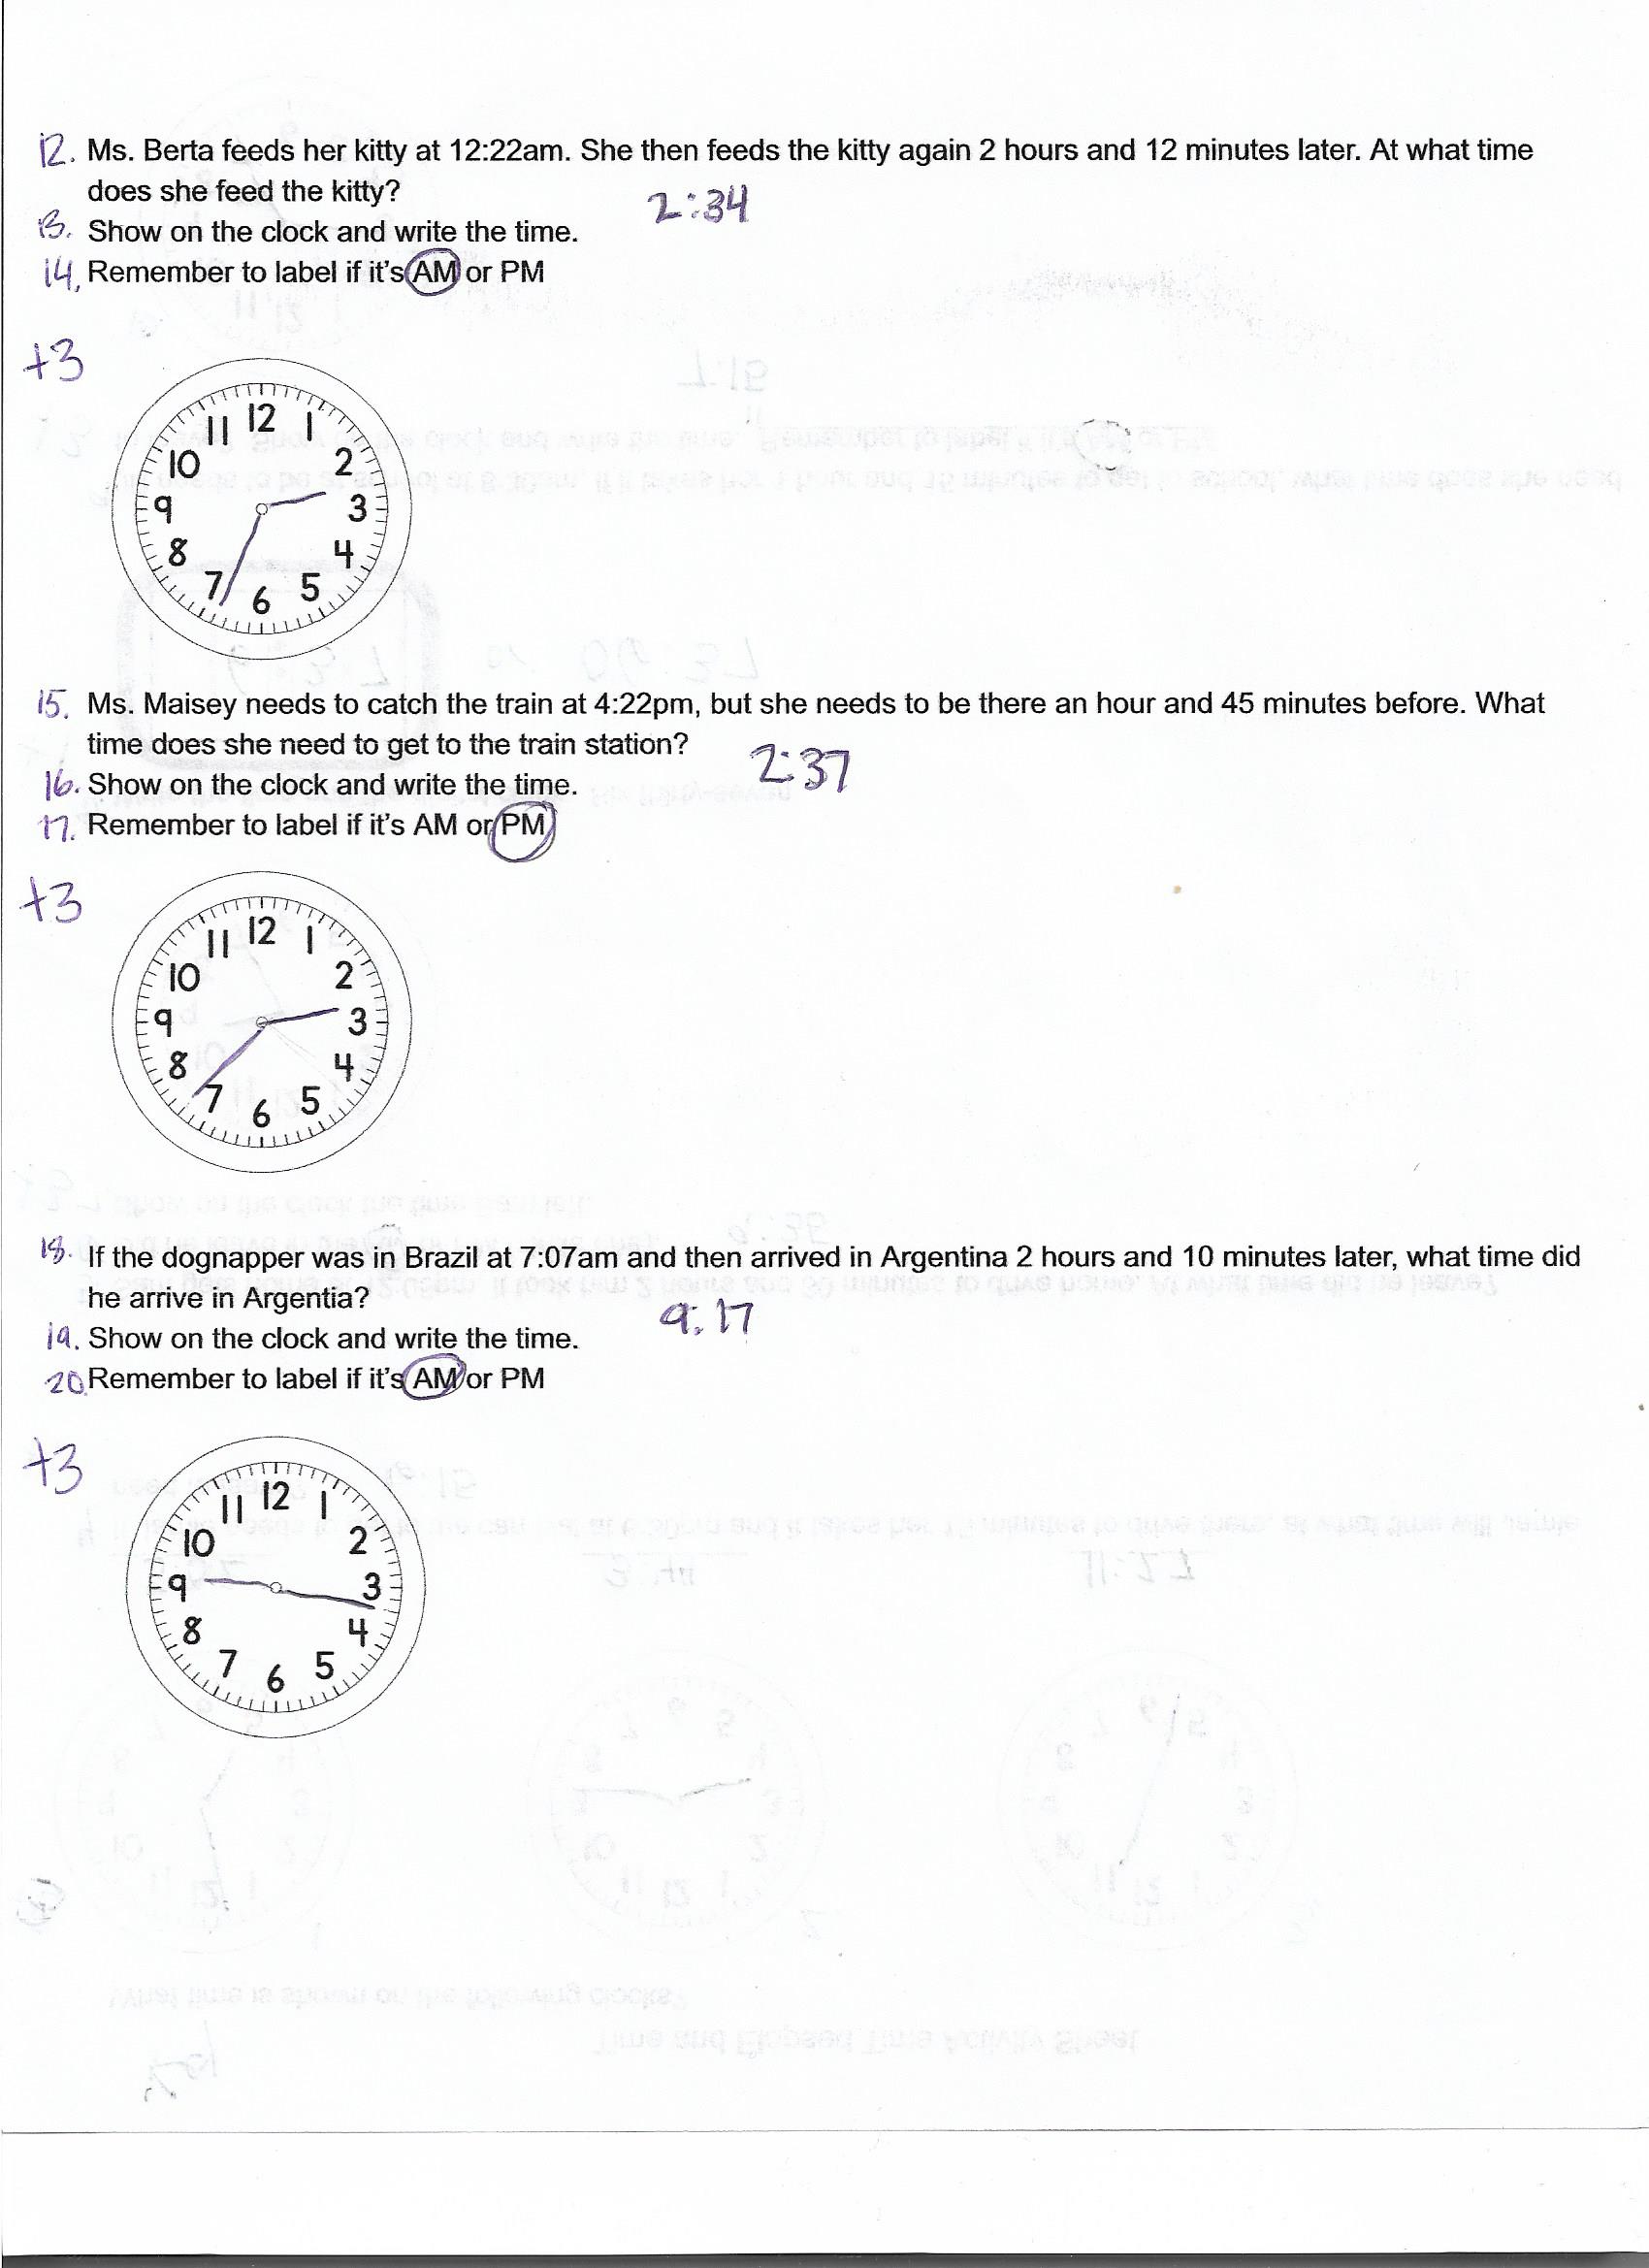 12. Ms. Berta feeds her kitty at 12:22am. She then feeds the kitty again 2 hours and 12 minutes later. At what time
does she feed the kitty? 2:34
13. Show on the clock and write the time.
14. Remember to label if it's AM or PM
+3
12
11 1
10 2
9 3
8 4
7 5
6
15. Ms. Maisey needs to catch the train at 4:22pm, but she needs to be there an hour and 45 minutes before. What
time does she need to get to the train station? 2:37
16. Show on the clock and write the time.
17. Remember to label if it's AM or PM
+3
12
11 1
10 2
9 3
8 4
7 5
6
18. If the dognapper was in Brazil at 7:07am and then arrived in Argentina 2 hours and 10 minutes later, what time did
he arrive in Argentia? 9:17
19. Show on the clock and write the time.
20. Remember to label if it's AM or PM
+3
12
11 1
10 2
9 3
8 4
7 5
6